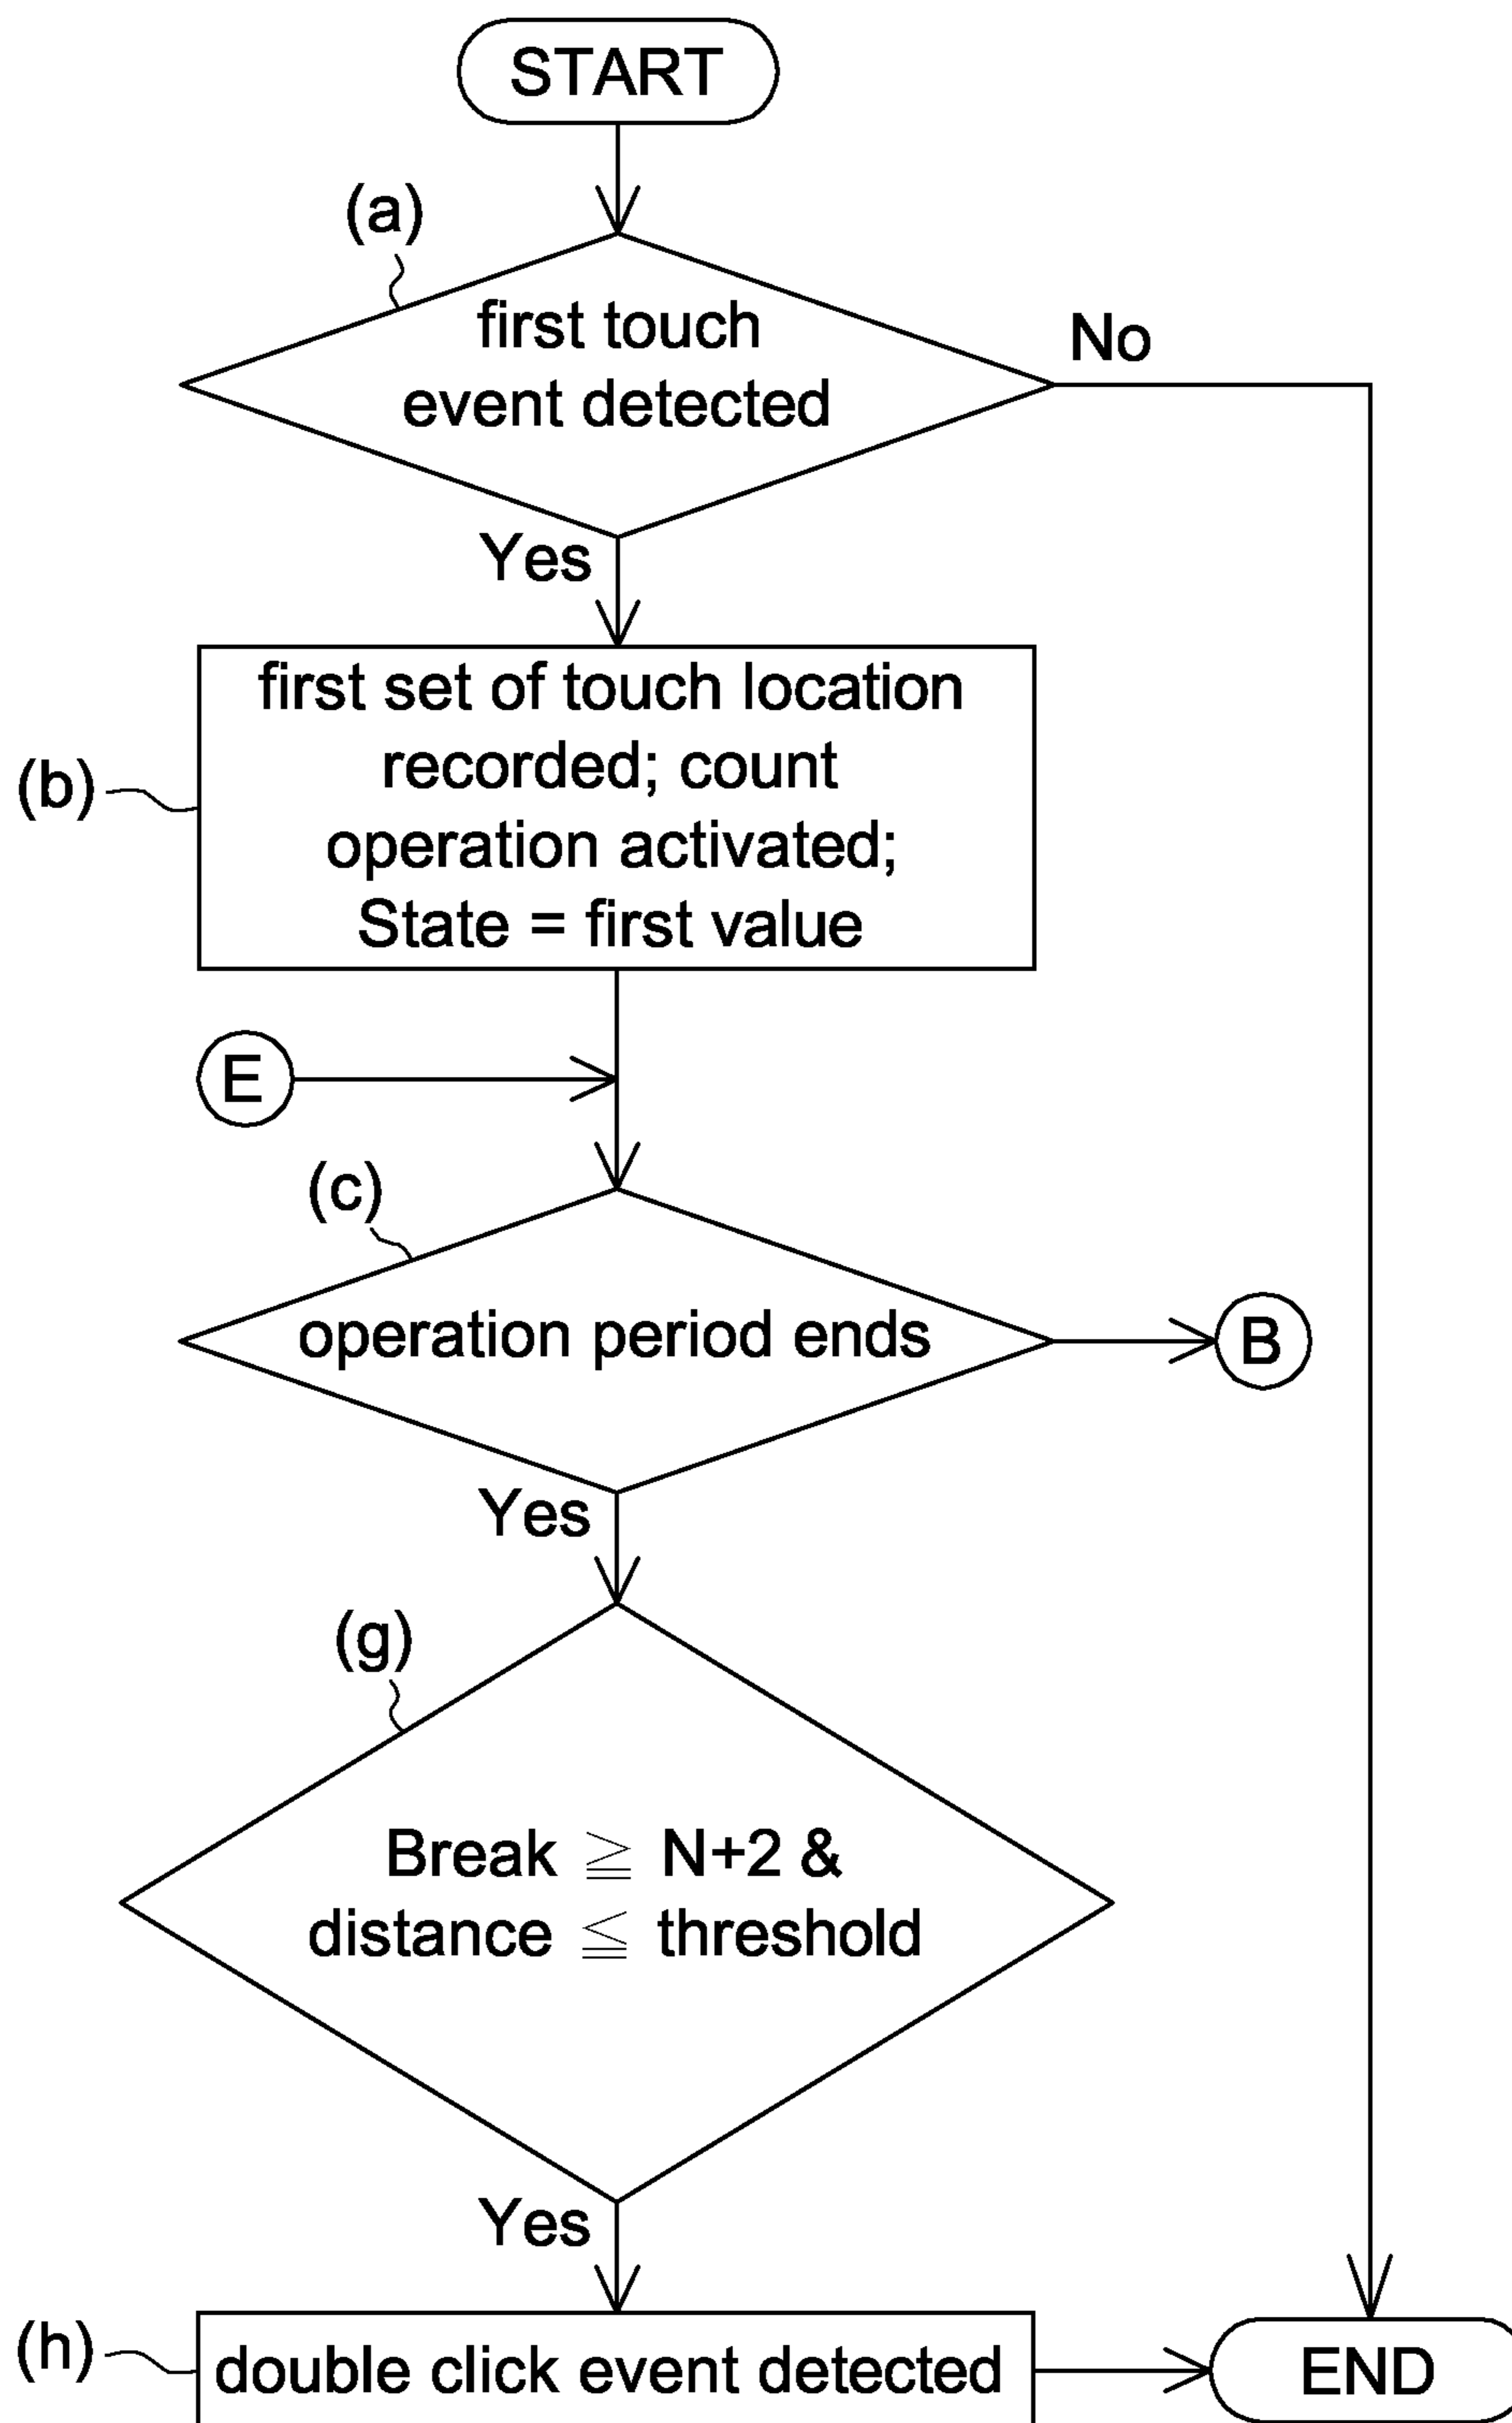 START
(a)
first touch
event detected
No
Yes
(b)
first set of touch location
recorded; count
operation activated;
State = first value
E
(c)
operation period ends
B
Yes
(g)
Break ≧ N+2 &
distance ≦ threshold
Yes
(h)
double click event detected
END